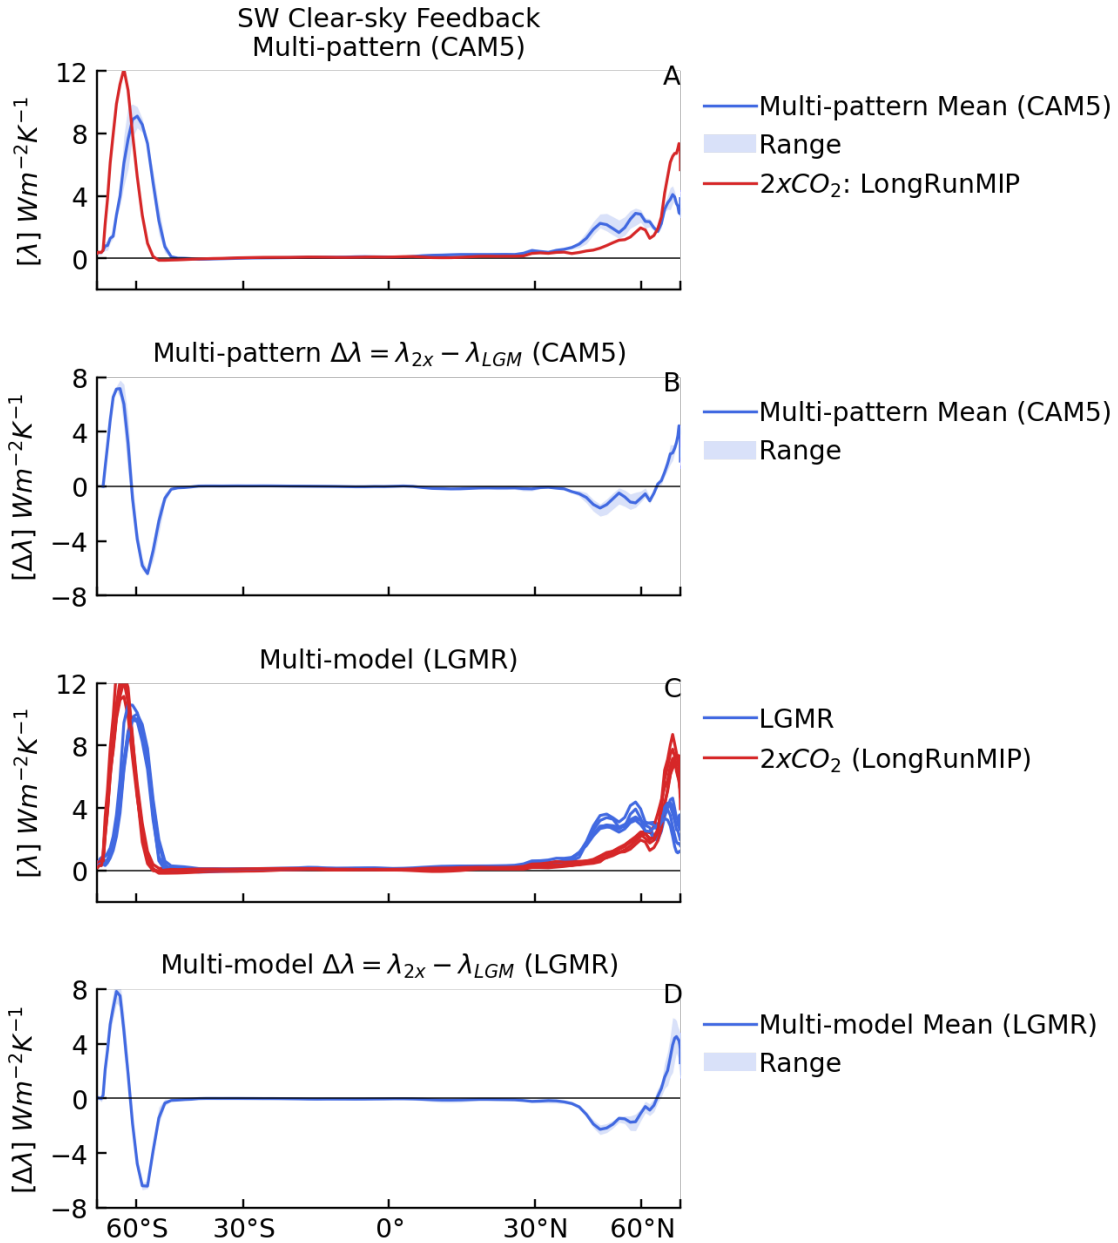 SW Clear-sky Feedback
Multi-pattern (CAM5)
A
12
8
4
0
[λ] Wm⁻²K⁻¹
Multi-pattern Mean (CAM5)
Range
2xCO₂: LongRunMIP
Multi-pattern Δλ = λ₂ₓ − λ_LGM (CAM5)
B
8
4
0
−4
−8
[Δλ] Wm⁻²K⁻¹
Multi-pattern Mean (CAM5)
Range
Multi-model (LGMR)
C
12
8
4
0
[λ] Wm⁻²K⁻¹
LGMR
2xCO₂ (LongRunMIP)
Multi-model Δλ = λ₂ₓ − λ_LGM (LGMR)
D
8
4
0
−4
−8
[Δλ] Wm⁻²K⁻¹
Multi-model Mean (LGMR)
Range
60°S 30°S 0° 30°N 60°N